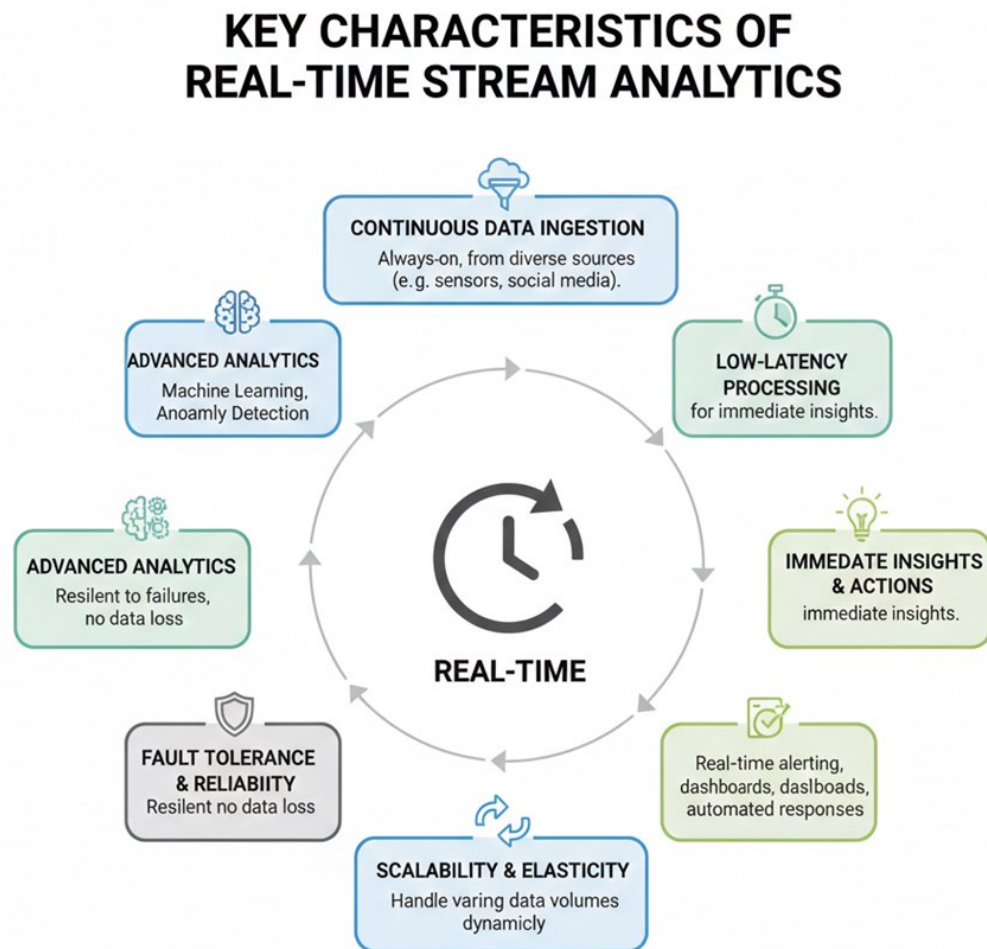 KEY CHARACTERISTICS OF
REAL-TIME STREAM ANALYTICS
CONTINUOUS DATA INGESTION
Always-on, from diverse sources
(e.g. sensors, social media).
LOW-LATENCY
PROCESSING
for immediate insights.
IMMEDATE INSIGHTS
& ACTIONS
immediate insights.
Real-time alerting,
dashboards, daslboads,
automated responses
SCALABILITY & ELASTICITY
Handle varing data volumes
dynamicly
FAULT TOLERANCE
& RELIABIITY
Resilent no data loss
ADVANCED ANALYTICS
Resilent to failures,
no data loss
ADVANCED ANALYTICS
Machine Learning,
Anoamly Detection
REAL-TIME